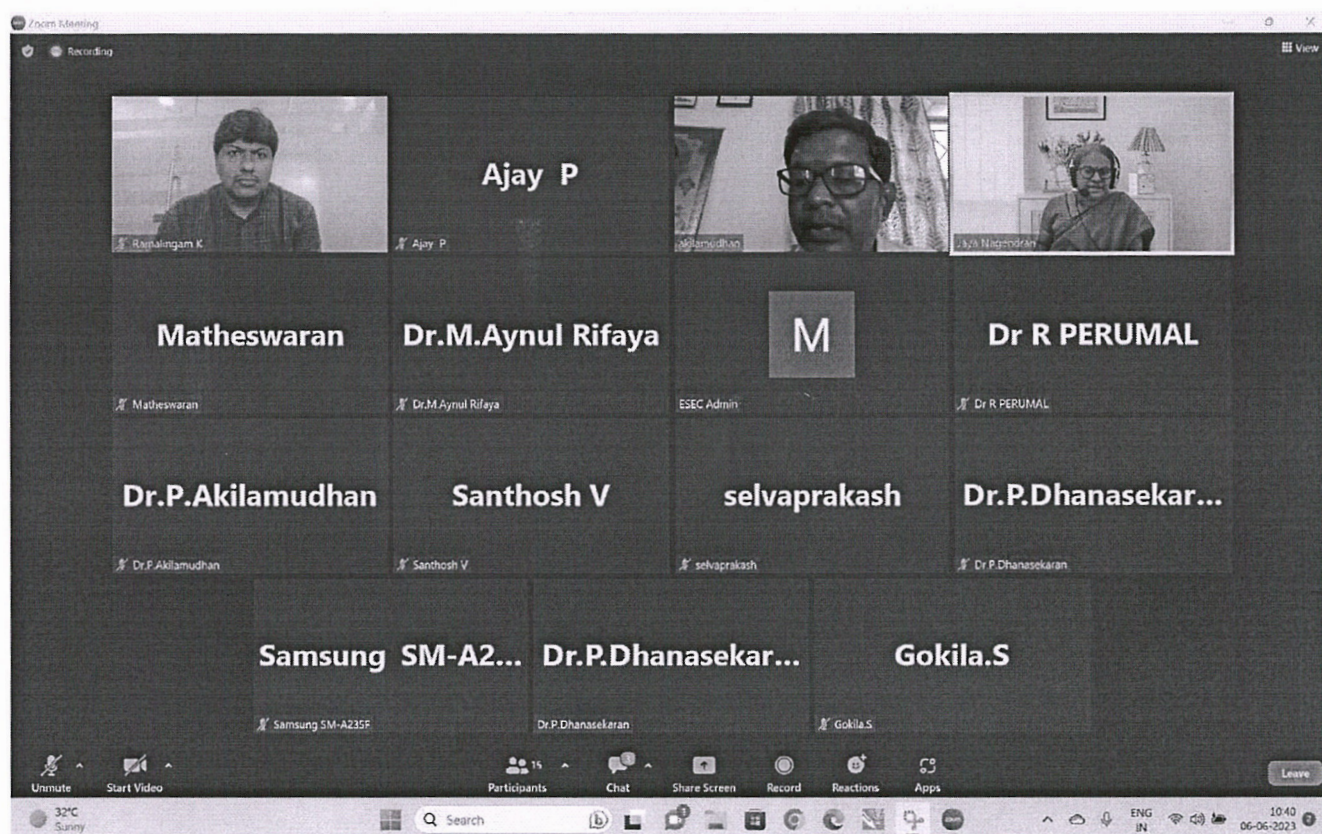 Zoom Meeting
Recording
View
Ramalingam K
Ajay P
Ajay P
akilamudhan
Jaya Nagendran
Matheswaran
Matheswaran
Dr.M.Aynul Rifaya
Dr.M.Aynul Rifaya
M
ESEC Admin
Dr R PERUMAL
Dr R PERUMAL
Dr.P.Akilamudhan
Dr.P.Akilamudhan
Santhosh V
Santhosh V
selvaprakash
selvaprakash
Dr.P.Dhanasekar...
Dr.P.Dhanasekaran
Samsung SM-A2...
Samsung SM-A235F
Dr.P.Dhanasekar...
Dr.P.Dhanasekaran
Gokila.S
Gokila.S
Unmute
Start Video
15
Participants
Chat
Share Screen
Record
Reactions
Apps
Leave
32°C
Sunny
Search
ENG
IN
10:40
06-06-2023